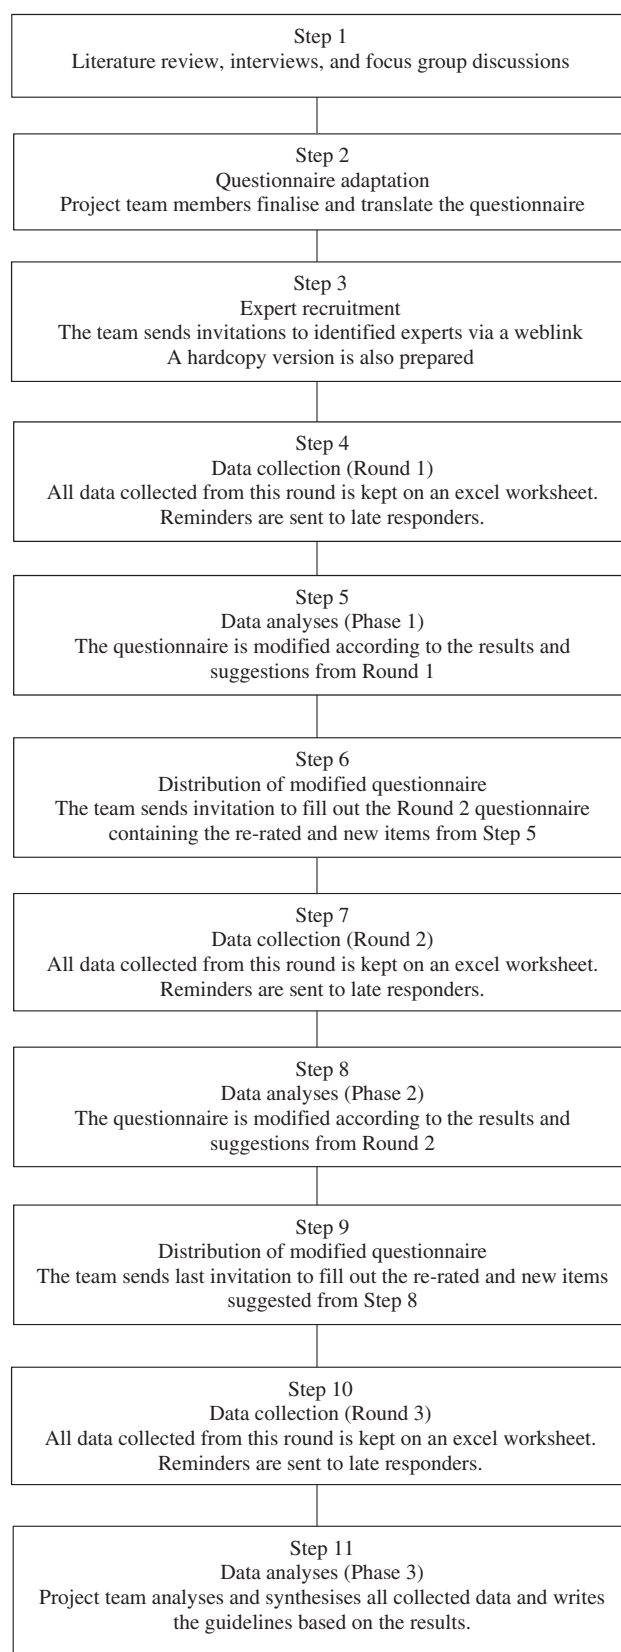 Step 1
Literature review, interviews, and focus group discussions
Step 2
Questionnaire adaptation
Project team members finalise and translate the questionnaire
Step 3
Expert recruitment
The team sends invitations to identified experts via a weblink
A hardcopy version is also prepared
Step 4
Data collection (Round 1)
All data collected from this round is kept on an excel worksheet.
Reminders are sent to late responders.
Step 5
Data analyses (Phase 1)
The questionnaire is modified according to the results and
suggestions from Round 1
Step 6
Distribution of modified questionnaire
The team sends invitation to fill out the Round 2 questionnaire
containing the re-rated and new items from Step 5
Step 7
Data collection (Round 2)
All data collected from this round is kept on an excel worksheet.
Reminders are sent to late responders.
Step 8
Data analyses (Phase 2)
The questionnaire is modified according to the results and
suggestions from Round 2
Step 9
Distribution of modified questionnaire
The team sends last invitation to fill out the re-rated and new items
suggested from Step 8
Step 10
Data collection (Round 3)
All data collected from this round is kept on an excel worksheet.
Reminders are sent to late responders.
Step 11
Data analyses (Phase 3)
Project team analyses and synthesises all collected data and writes
the guidelines based on the results.